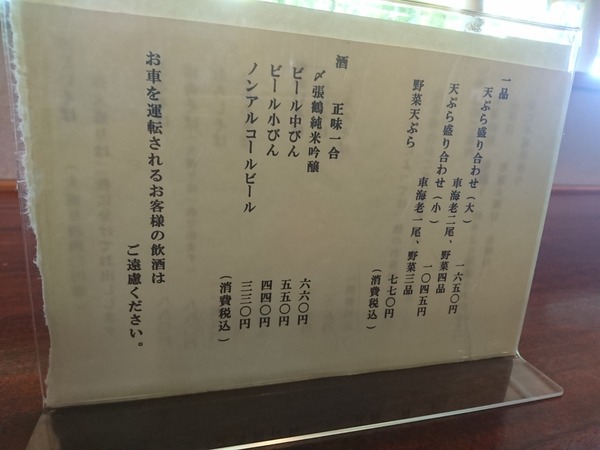 一品
天ぷら盛り合わせ(大)
車海老二尾、野菜四品
一六五〇円
天ぷら盛り合わせ(小)
車海老一尾、野菜三品
一〇四五円
野菜天ぷら
七七〇円
(消費税込)
酒 正味一合
〆張鶴純米吟醸
六六〇円
ビール中びん
五五〇円
ビール小びん
四四〇円
ノンアルコールビール
三三〇円
(消費税込)
お車を運転されるお客様の飲酒は
ご遠慮ください。